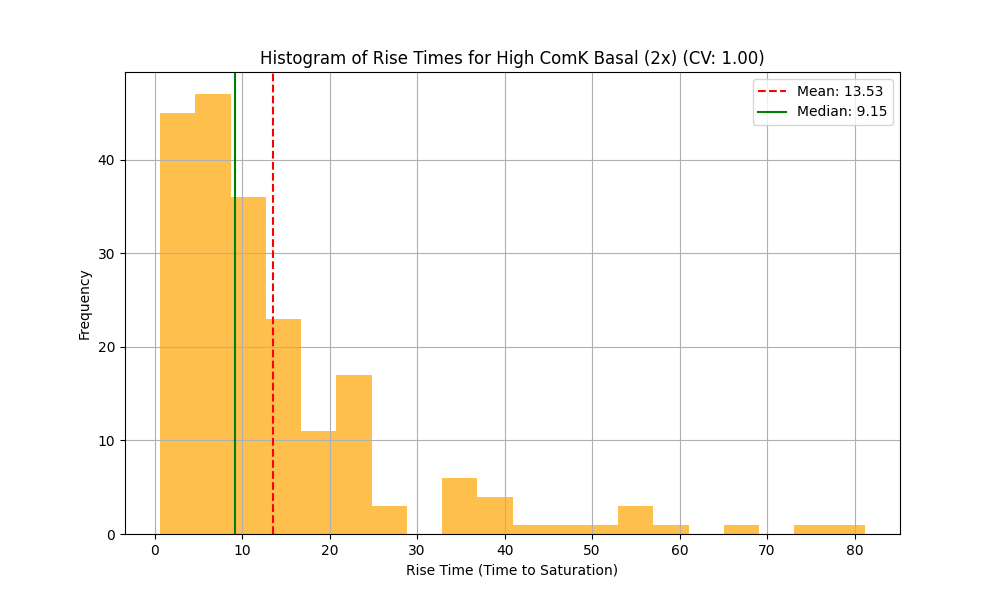 Histogram of Rise Times for High ComK Basal (2x) (CV: 1.00)
Mean: 13.53
Median: 9.15
Frequency
40
30
20
10
0
0 10 20 30 40 50 60 70 80
Rise Time (Time to Saturation)